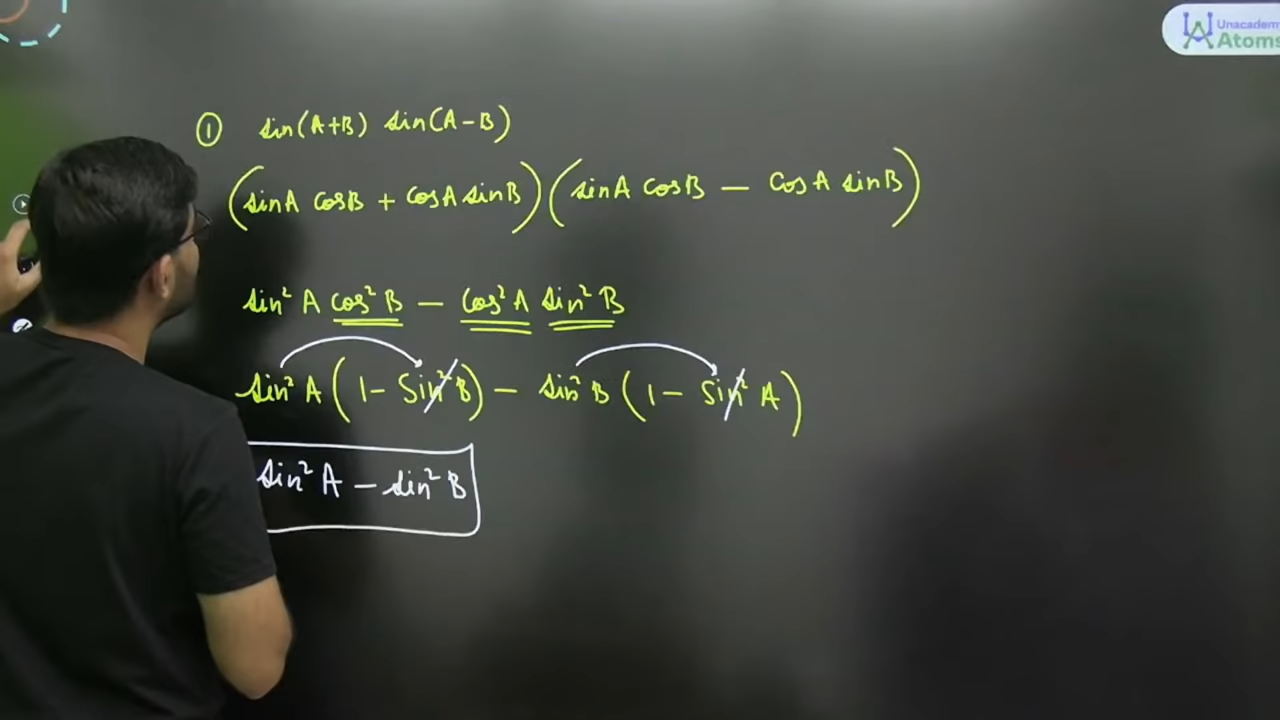 Unacademy
Atoms
① sin(A+B) sin(A-B)
(sinA cosB + cosA sinB)(sinA cosB — cosA sinB)
sin² A cos² B — cos² A sin² B
sin² A (1 - sin² B) — sin² B (1 - sin² A)
sin² A — sin² B